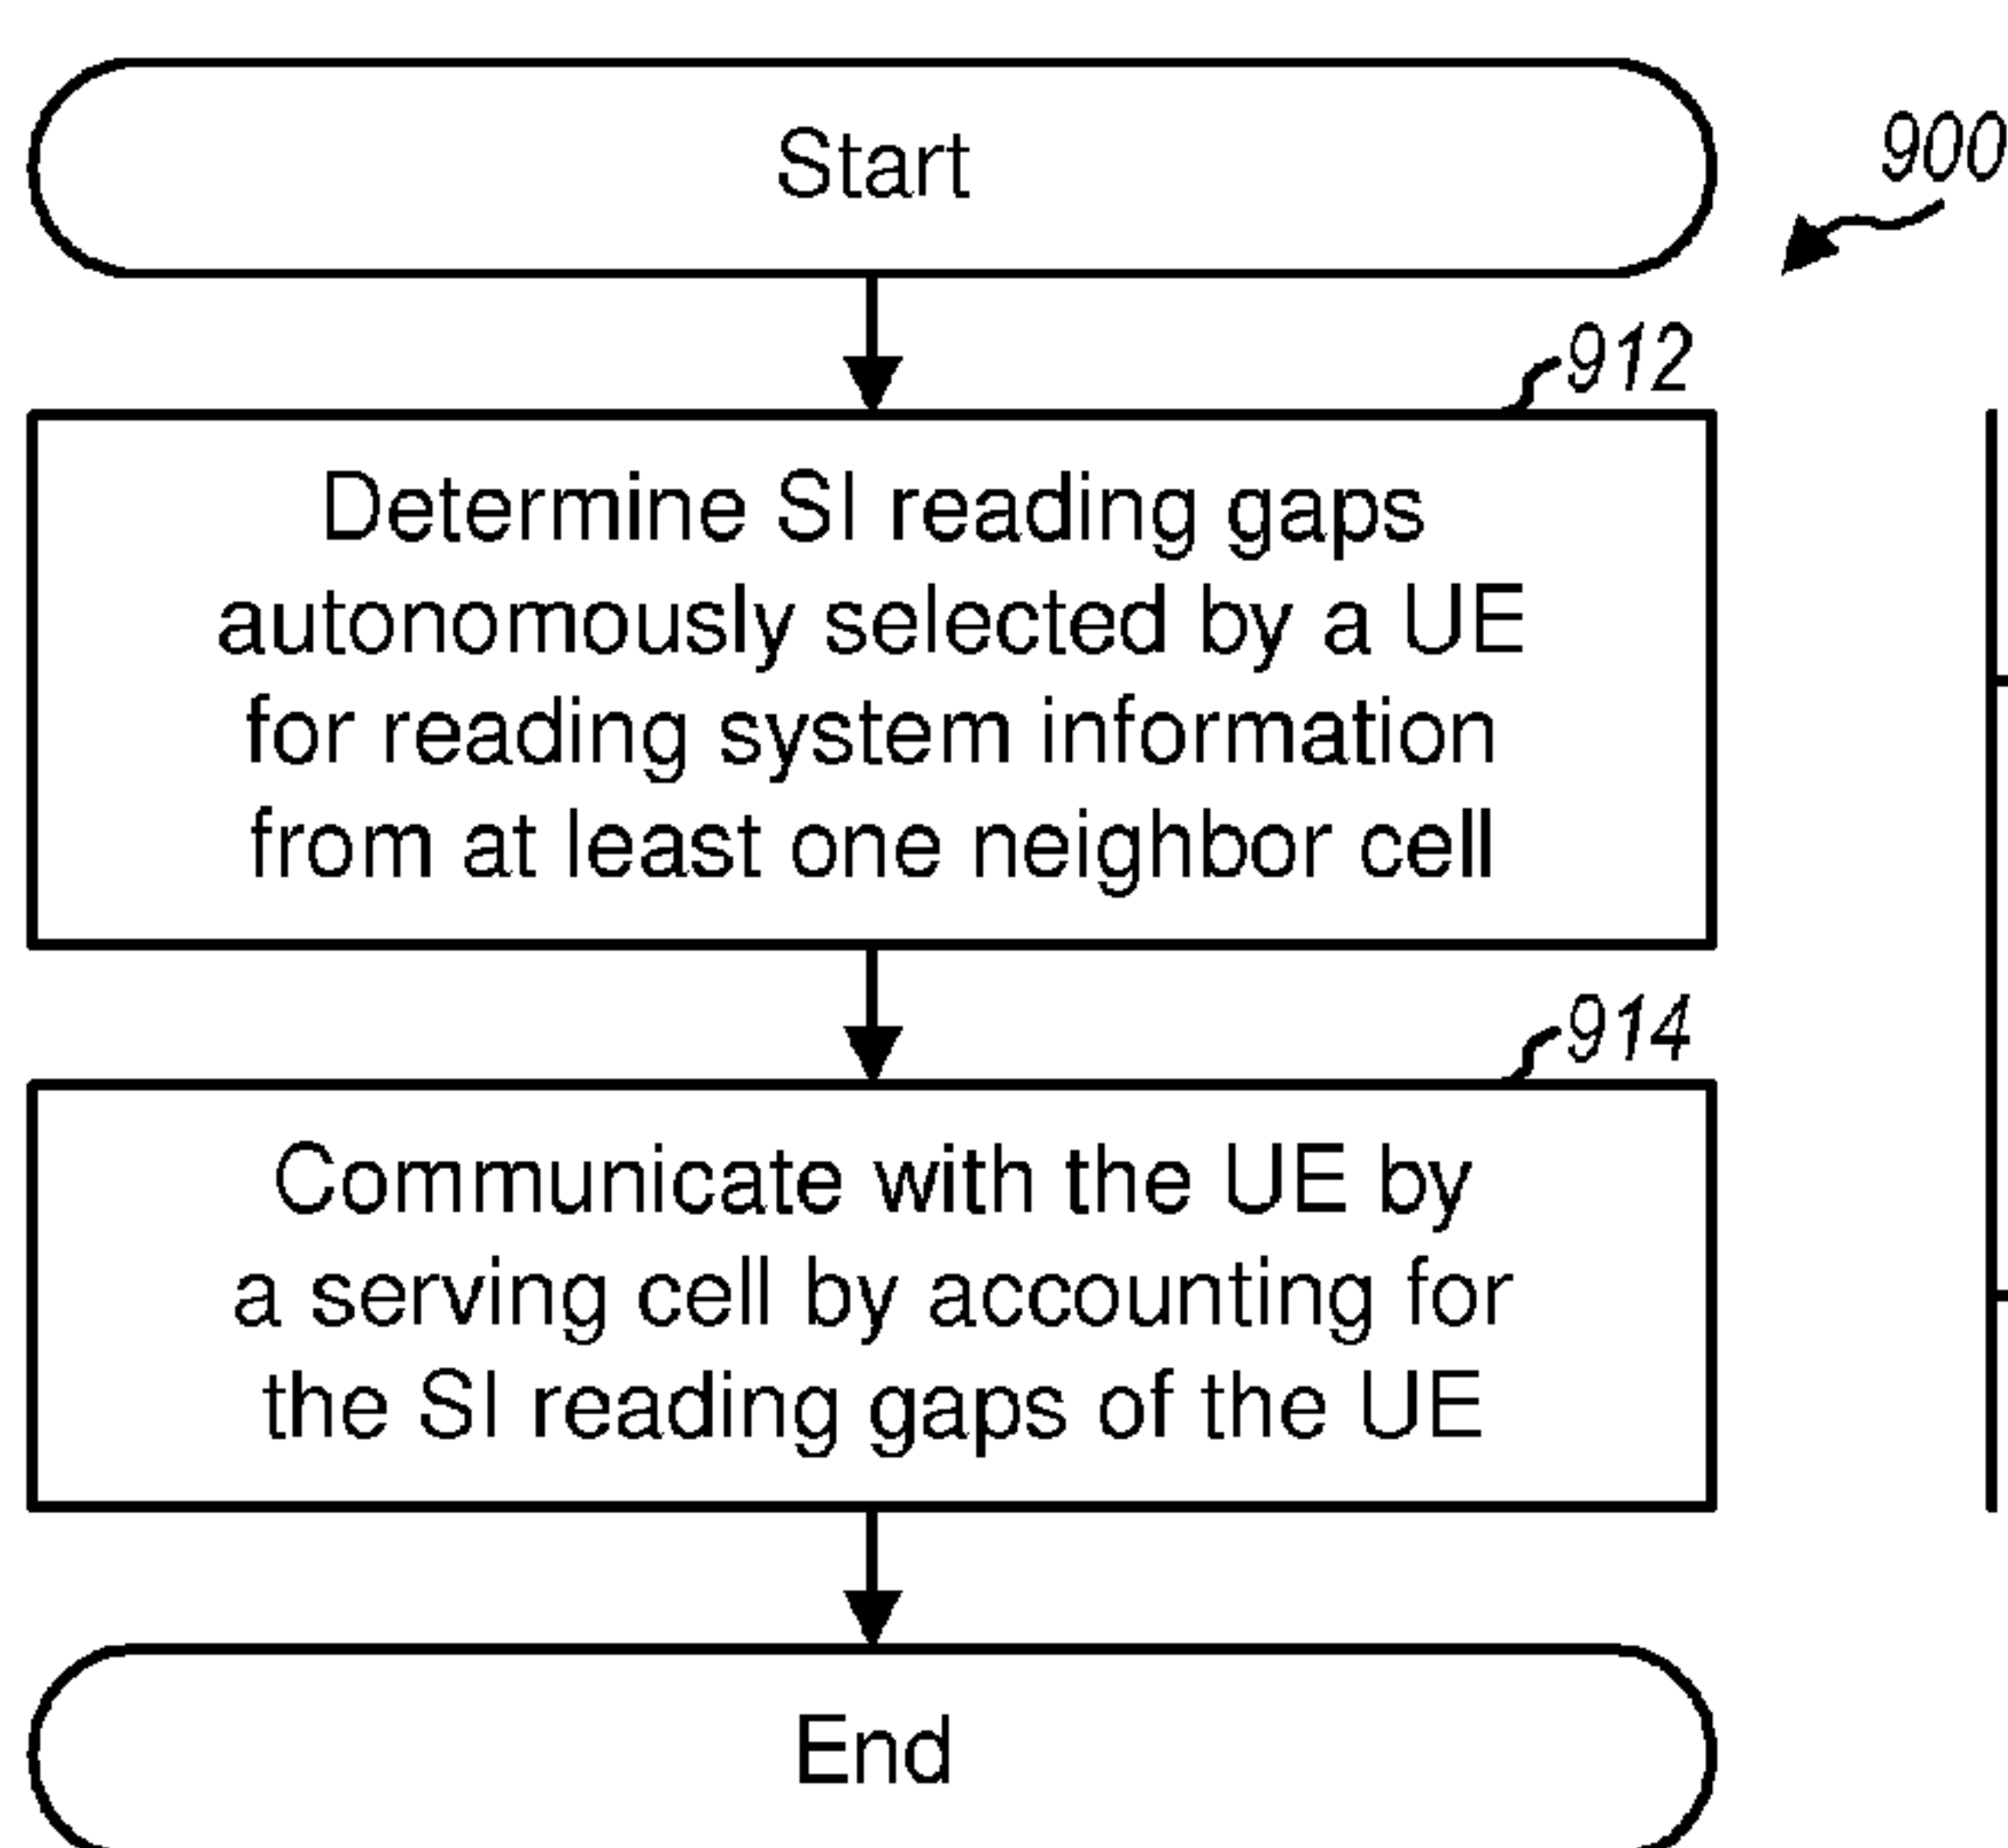 Start
900
912
Determine SI reading gaps
autonomously selected by a UE
for reading system information
from at least one neighbor cell
914
Communicate with the UE by
a serving cell by accounting for
the SI reading gaps of the UE
End